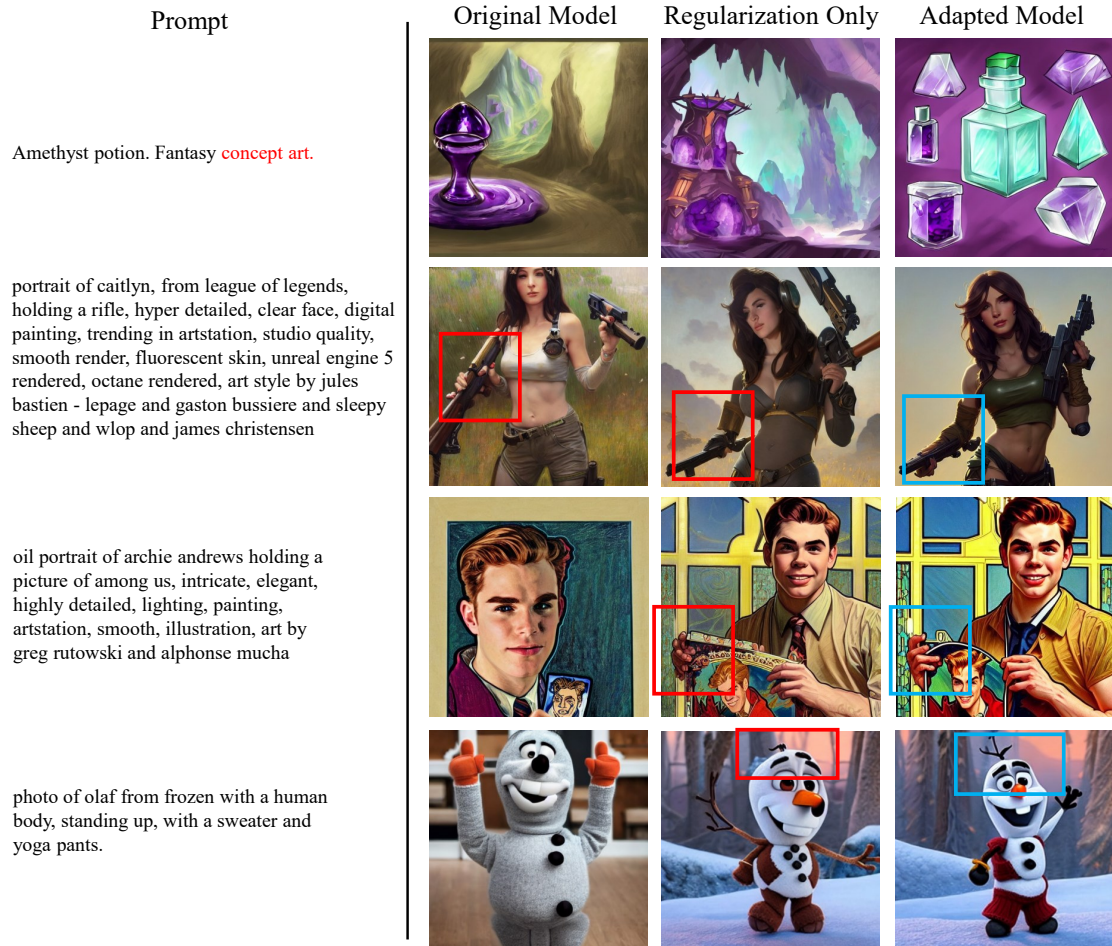 Prompt
Original Model
Regularization Only
Adapted Model
Amethyst potion. Fantasy concept art.
portrait of caitlyn, from league of legends,
holding a rifle, hyper detailed, clear face, digital
painting, trending in artstation, studio quality,
smooth render, fluorescent skin, unreal engine 5
rendered, octane rendered, art style by jules
bastien - lepage and gaston bussiere and sleepy
sheep and wlop and james christensen
oil portrait of archie andrews holding a
picture of among us, intricate, elegant,
highly detailed, lighting, painting,
artstation, smooth, illustration, art by
greg rutowski and alphonse mucha
photo of olaf from frozen with a human
body, standing up, with a sweater and
yoga pants.